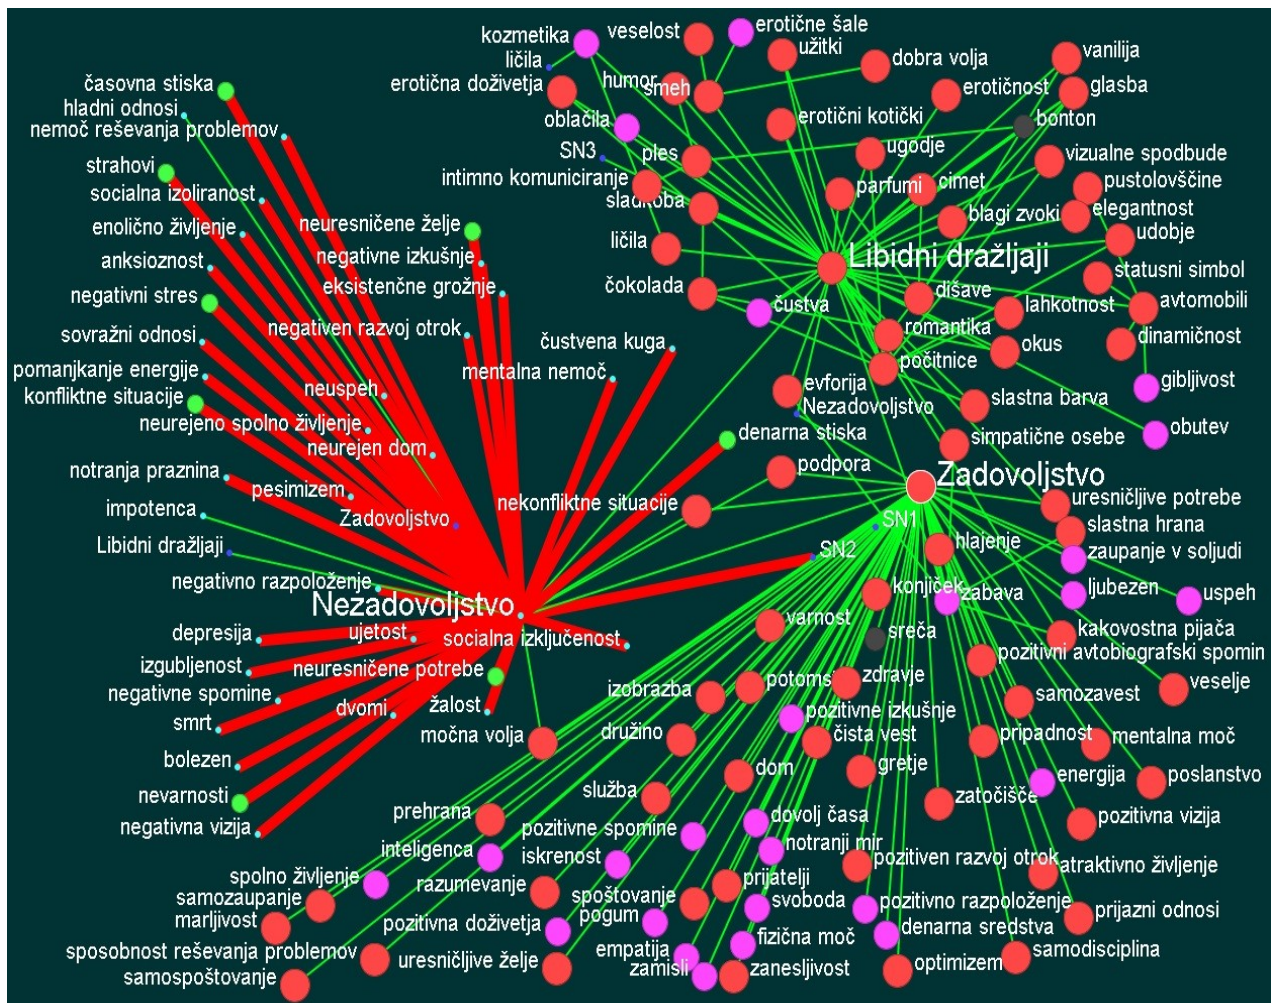 kozmetika
veselost
erotične šale
ličila
užitki
dobra volja
vanilija
erotična doživetja
humor
smeh
erotičnost
glasba
časovna stiska
hladni odnosi
nemoč reševanja problemov
oblačila
erotični kotički
bonton
SN3
ples
ugodje
vizualne spodbude
strahovi
intimno komuniciranje
parfumi
cimet
pustolovščine
socialna izoliranost
sladkoba
blagi zvoki
elegantnost
enolično življenje
neuresničene želje
ličila
udobje
anksioznost
negativne izkušnje
Libidni dražljaji
statusni simbol
negativni stres
eksistenčne grožnje
čokolada
čustva
dišave
lahkotnost
avtomobili
sovražni odnosi
negativen razvoj otrok
čustvena kuga
romantika
okus
dinamičnost
pomanjkanje energije
mentalna nemoč
počitnice
konfliktne situacije
neuspeh
evforija
slastna barva
gibljivost
neurejeno spolno življenje
Nezadovoljstvo
obutev
neurejen dom
denarna stiska
simpatične osebe
notranja praznina
podpora
Zadovoljstvo
pesimizem
nekonfliktne situacije
uresničljive potrebe
impotenca
Zadovoljstvo
SN1
slastna hrana
Libidni dražljaji
SN2
hlajenje
zaupanje v soljudi
negativno razpoloženje
konjiček
zabava
ljubezen
uspeh
Nezadovoljstvo
varnost
sreča
kakovostna pijača
depresija
ujetost
socialna izključenost
pozitivni avtobiografski spomin
izgubljenost
neuresničene potrebe
izobrazba
potoms
zdravje
samozavest
veselje
negativne spomine
žalost
pozitivne izkušnje
smrt
dvomi
močna volja
družino
čista vest
pripadnost
mentalna moč
bolezen
dom
gretje
energija
poslanstvo
nevarnosti
služba
zatočišče
negativna vizija
prehrana
pozitivne spomine
dovolj časa
pozitivna vizija
inteligenca
iskrenost
notranji mir
pozitiven razvoj otrok
atraktivno življenje
spolno življenje
razumevanje
prijatelji
samozaupanje
spoštovanje
svoboda
pozitivno razpoloženje
prijazni odnosi
marljivost
pozitivna doživetja
pogum
denarna sredstva
sposobnost reševanja problemov
uresničljive želje
empatija
fizična moč
samodisciplina
samospoštovanje
zamisli
zanesljivost
optimizem